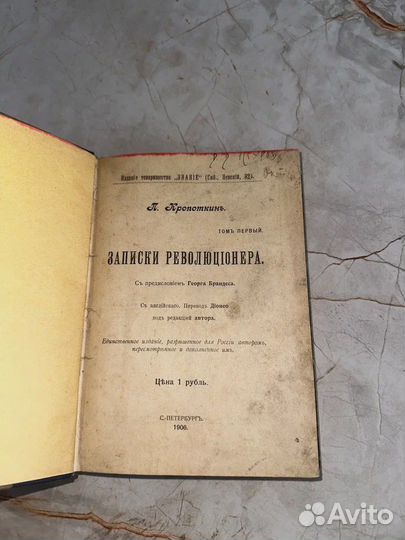 Изданіе товарищества „ЗНАНІЕ" (Спб., Невскій, 92).
П. Кропоткинъ.
ТОМЪ ПЕРВЫЙ.
ЗАПИСКИ РЕВОЛЮЦІОНЕРА.
Съ предисловіемъ Георга Брандеса.
Съ англійскаго. Переводъ Діонео
подъ редакціей автора.
Единственное изданіе, разрѣшенное для Россіи авторомъ,
пересмотрѣнное и дополненное имъ.
Цѣна 1 рубль.
С.-ПЕТЕРБУРГЪ.
1906.
Avito